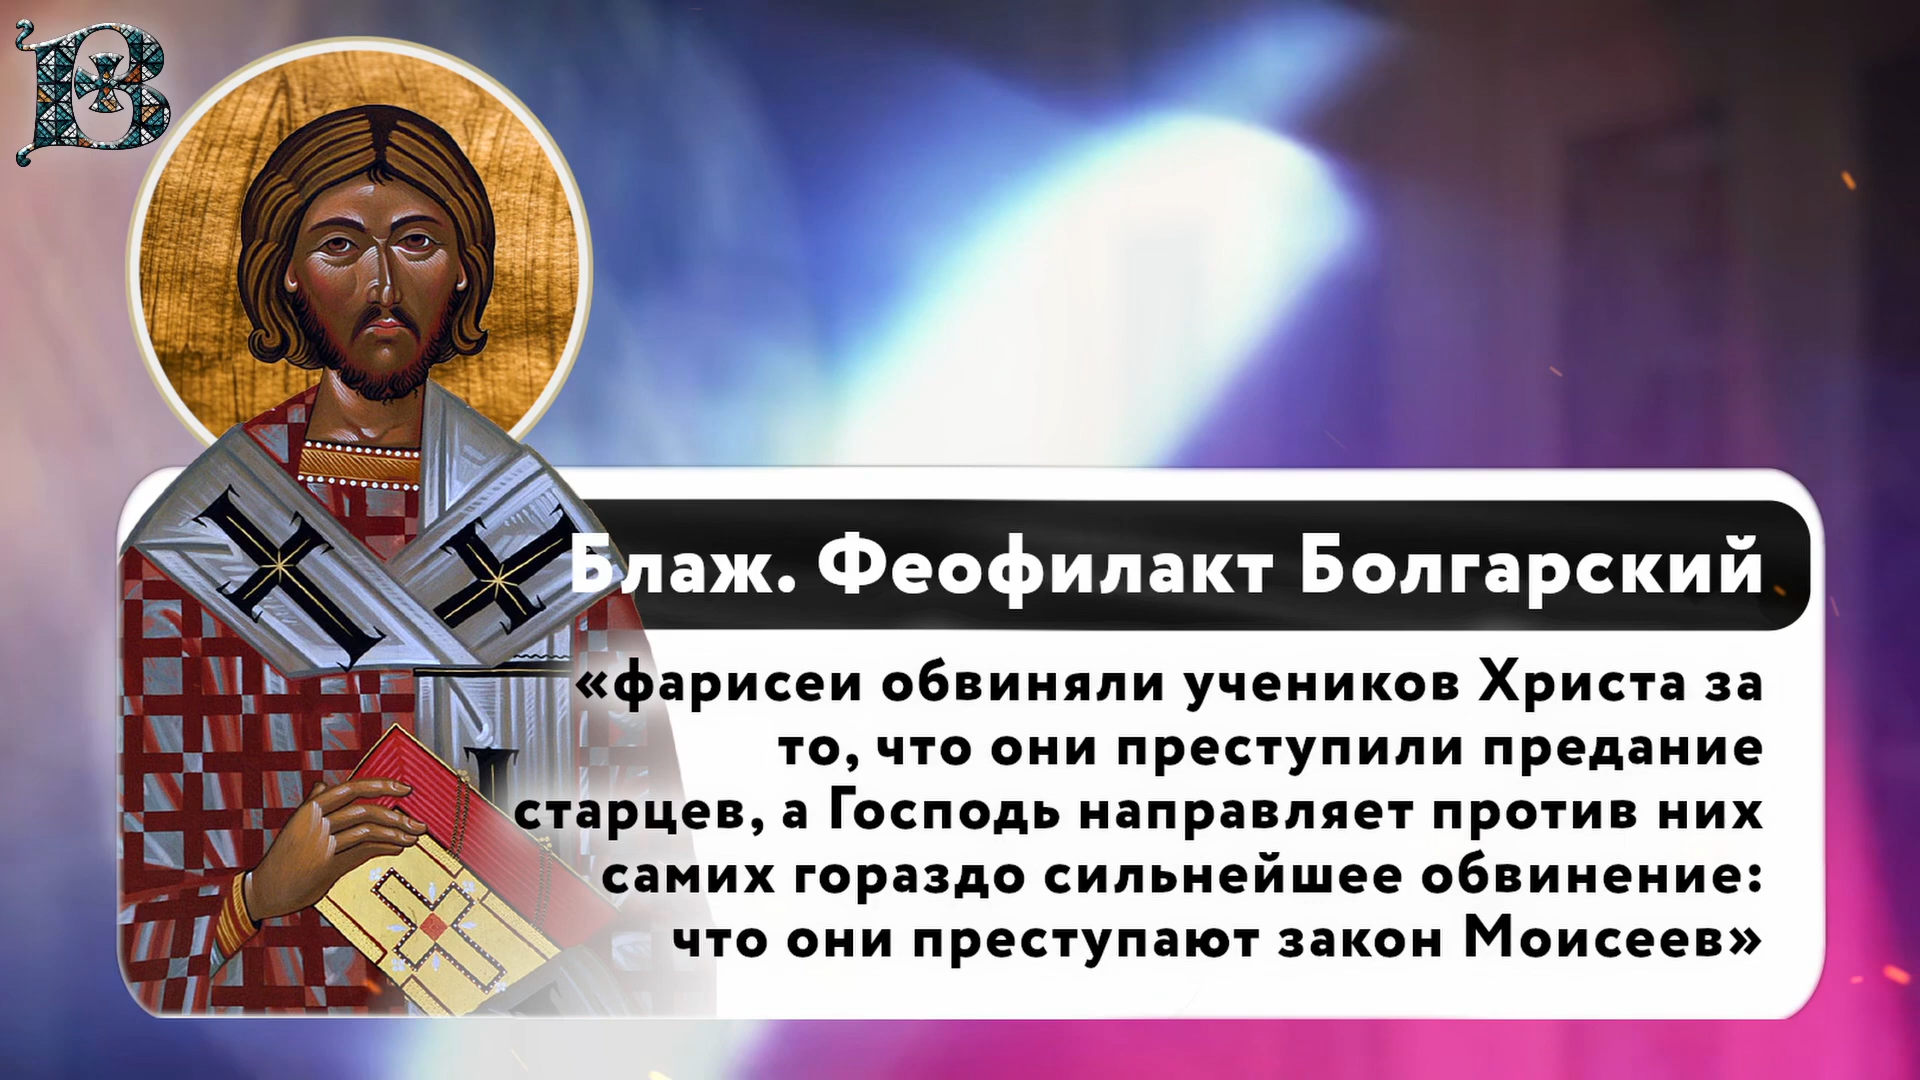 В
Блаж. Феофилакт Болгарский
«фарисеи обвиняли учеников Христа за
то, что они преступили предание
старцев, а Господь направляет против них
самих гораздо сильнейшее обвинение:
что они преступают закон Моисеев»